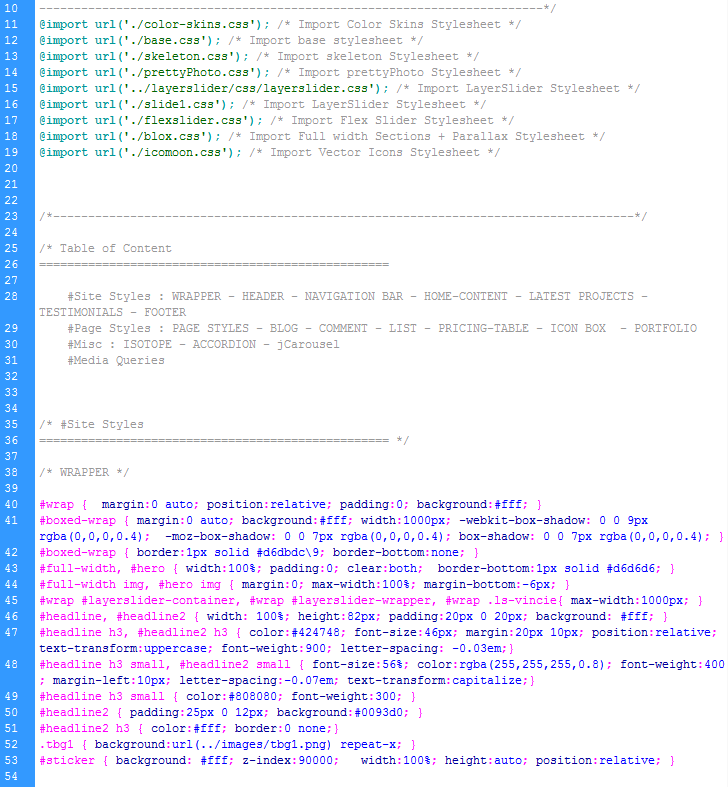 10 ------------------------------------------------------------------------*/
11 @import url('./color-skins.css'); /* Import Color Skins Stylesheet */
12 @import url('./base.css'); /* Import base stylesheet */
13 @import url('./skeleton.css'); /* Import skeleton Stylesheet */
14 @import url('./prettyPhoto.css'); /* Import prettyPhoto Stylesheet */
15 @import url('../layerslider/css/layerslider.css'); /* Import LayerSlider Stylesheet */
16 @import url('./slide1.css'); /* Import LayerSlider Stylesheet */
17 @import url('./flexslider.css'); /* Import Flex Slider Stylesheet */
18 @import url('./blox.css'); /* Import Full width Sections + Parallax Stylesheet */
19 @import url('./icomoon.css'); /* Import Vector Icons Stylesheet */
20
21
22
23 /*-----------------------------------------------------------------------------------*/
24
25 /* Table of Content
26 ==================================================
27
28 #Site Styles : WRAPPER - HEADER - NAVIGATION BAR - HOME-CONTENT - LATEST PROJECTS -
TESTIMONIALS - FOOTER
29 #Page Styles : PAGE STYLES - BLOG - COMMENT - LIST - PRICING-TABLE - ICON BOX  - PORTFOLIO
30 #Misc : ISOTOPE - ACCORDION - jCarousel
31 #Media Queries
32
33
34
35 /* #Site Styles
36 ================================================== */
37
38 /* WRAPPER */
39
40 #wrap {  margin:0 auto; position:relative; padding:0; background:#fff; }
41 #boxed-wrap { margin:0 auto; background:#fff; width:1000px; -webkit-box-shadow: 0 0 9px
rgba(0,0,0,0.4);  -moz-box-shadow: 0 0 7px rgba(0,0,0,0.4); box-shadow: 0 0 7px rgba(0,0,0,0.4); }
42 #boxed-wrap { border:1px solid #d6dbdc\9; border-bottom:none; }
43 #full-width, #hero { width:100%; padding:0; clear:both;  border-bottom:1px solid #d6d6d6; }
44 #full-width img, #hero img { margin:0; max-width:100%; margin-bottom:-6px; }
45 #wrap #layerslider-container, #wrap #layerslider-wrapper, #wrap .ls-vincie{ max-width:1000px; }
46 #headline, #headline2 { width: 100%; height:82px; padding:20px 0 20px; background: #fff; }
47 #headline h3, #headline2 h3 { color:#424748; font-size:46px; margin:20px 10px; position:relative;
text-transform:uppercase; font-weight:900; letter-spacing: -0.03em;}
48 #headline h3 small, #headline2 small { font-size:56%; color:rgba(255,255,255,0.8); font-weight:400
; margin-left:10px; letter-spacing:-0.07em; text-transform:capitalize;}
49 #headline h3 small { color:#808080; font-weight:300; }
50 #headline2 { padding:25px 0 12px; background:#0093d0; }
51 #headline2 h3 { color:#fff; border:0 none;}
52 .tbg1 { background:url(../images/tbg1.png) repeat-x; }
53 #sticker { background: #fff; z-index:90000;   width:100%; height:auto; position:relative; }
54